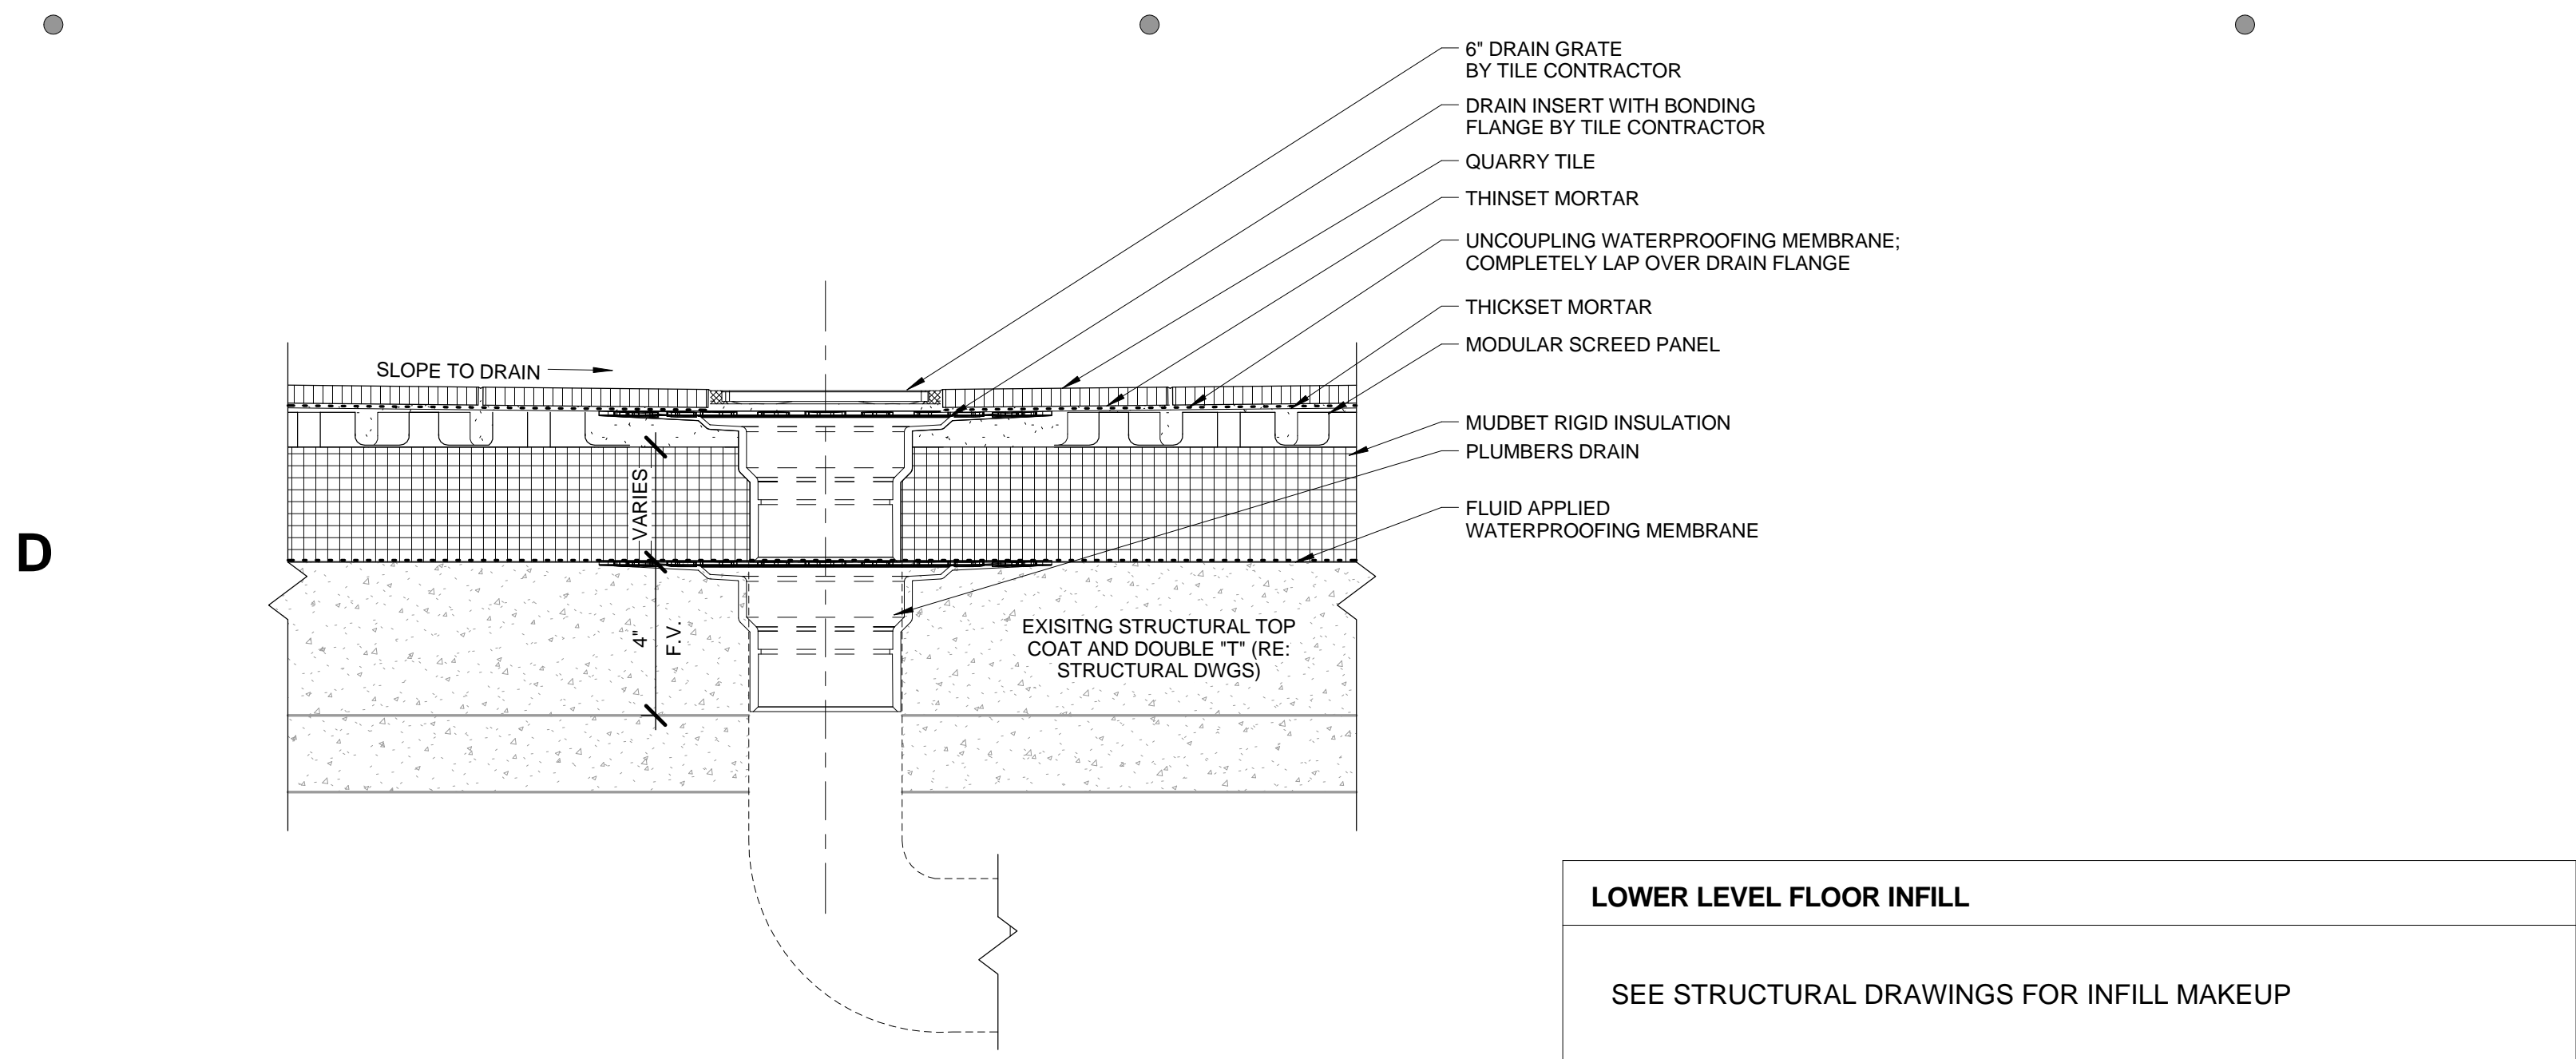 6" DRAIN GRATE
BY TILE CONTRACTOR
DRAIN INSERT WITH BONDING
FLANGE BY TILE CONTRACTOR
QUARRY TILE
THINSET MORTAR
UNCOUPLING WATERPROOFING MEMBRANE;
COMPLETELY LAP OVER DRAIN FLANGE
THICKSET MORTAR
MODULAR SCREED PANEL
SLOPE TO DRAIN
MUDBET RIGID INSULATION
PLUMBERS DRAIN
FLUID APPLIED
WATERPROOFING MEMBRANE
VARIES
D
4"
F.V.
EXISITNG STRUCTURAL TOP
COAT AND DOUBLE "T" (RE:
STRUCTURAL DWGS)
LOWER LEVEL FLOOR INFILL
SEE STRUCTURAL DRAWINGS FOR INFILL MAKEUP